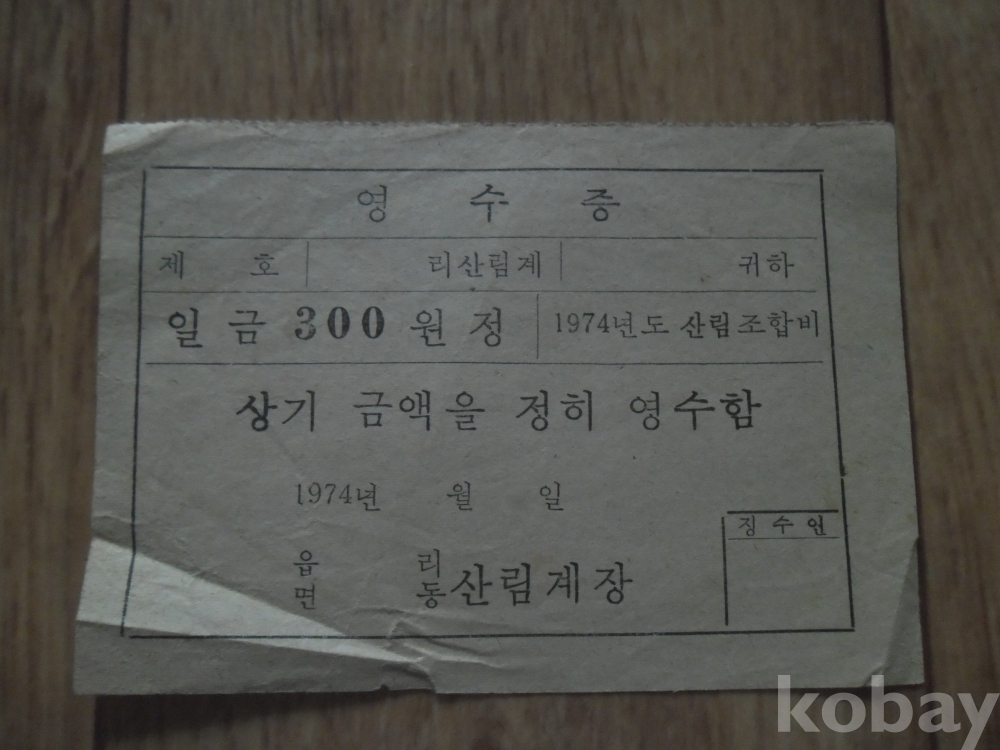 영 수 증
제 호 리산림계 귀하
일 금 300 원 정 1974년도 산림조합비
상기 금액을 정히 영수함
1974년 월 일
징 수 인
읍 리
면 동 산림계장
kobay